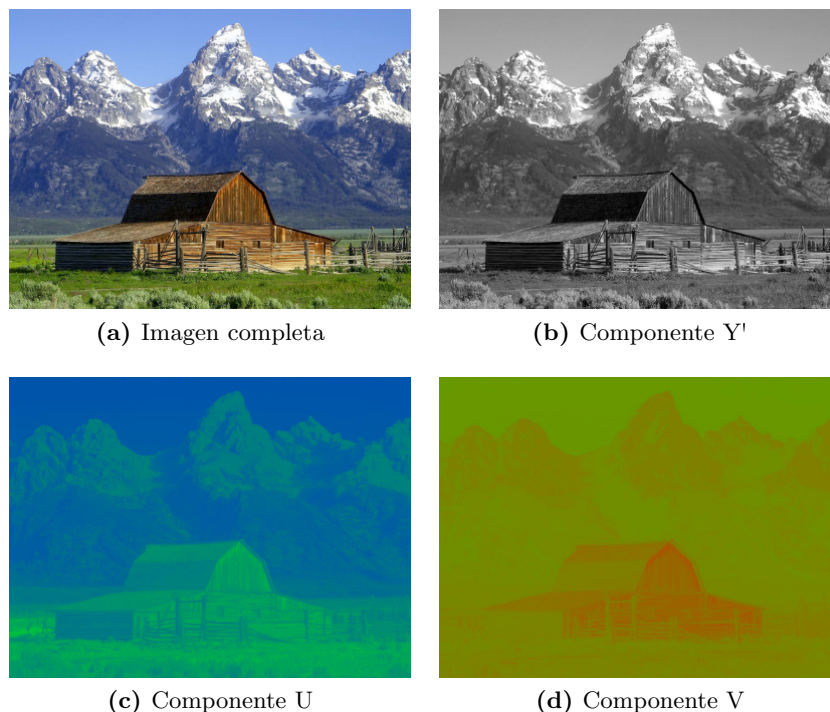 (a) Imagen completa
(b) Componente Y'
(c) Componente U
(d) Componente V